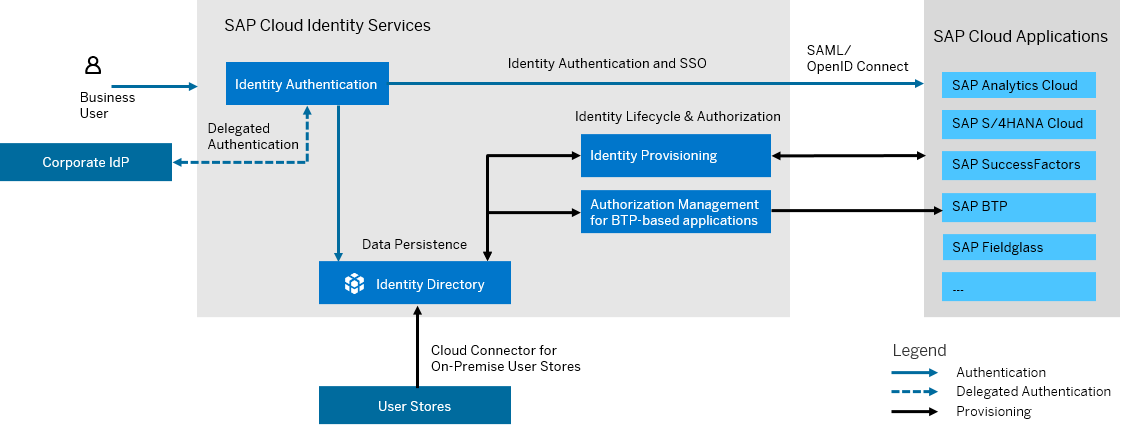 SAP Cloud Identity Services
SAP Cloud Applications
Business
User
Identity Authentication
Identity Authentication and SSO
SAML/
OpenID Connect
SAP Analytics Cloud
Delegated
Authentication
Corporate IdP
Identity Lifecycle & Authorization
Identity Provisioning
Authorization Management
for BTP-based applications
SAP S/4HANA Cloud
SAP SuccessFactors
SAP BTP
SAP Fieldglass
---
Data Persistence
Identity Directory
Cloud Connector for
On-Premise User Stores
User Stores
Legend
Authentication
Delegated Authentication
Provisioning